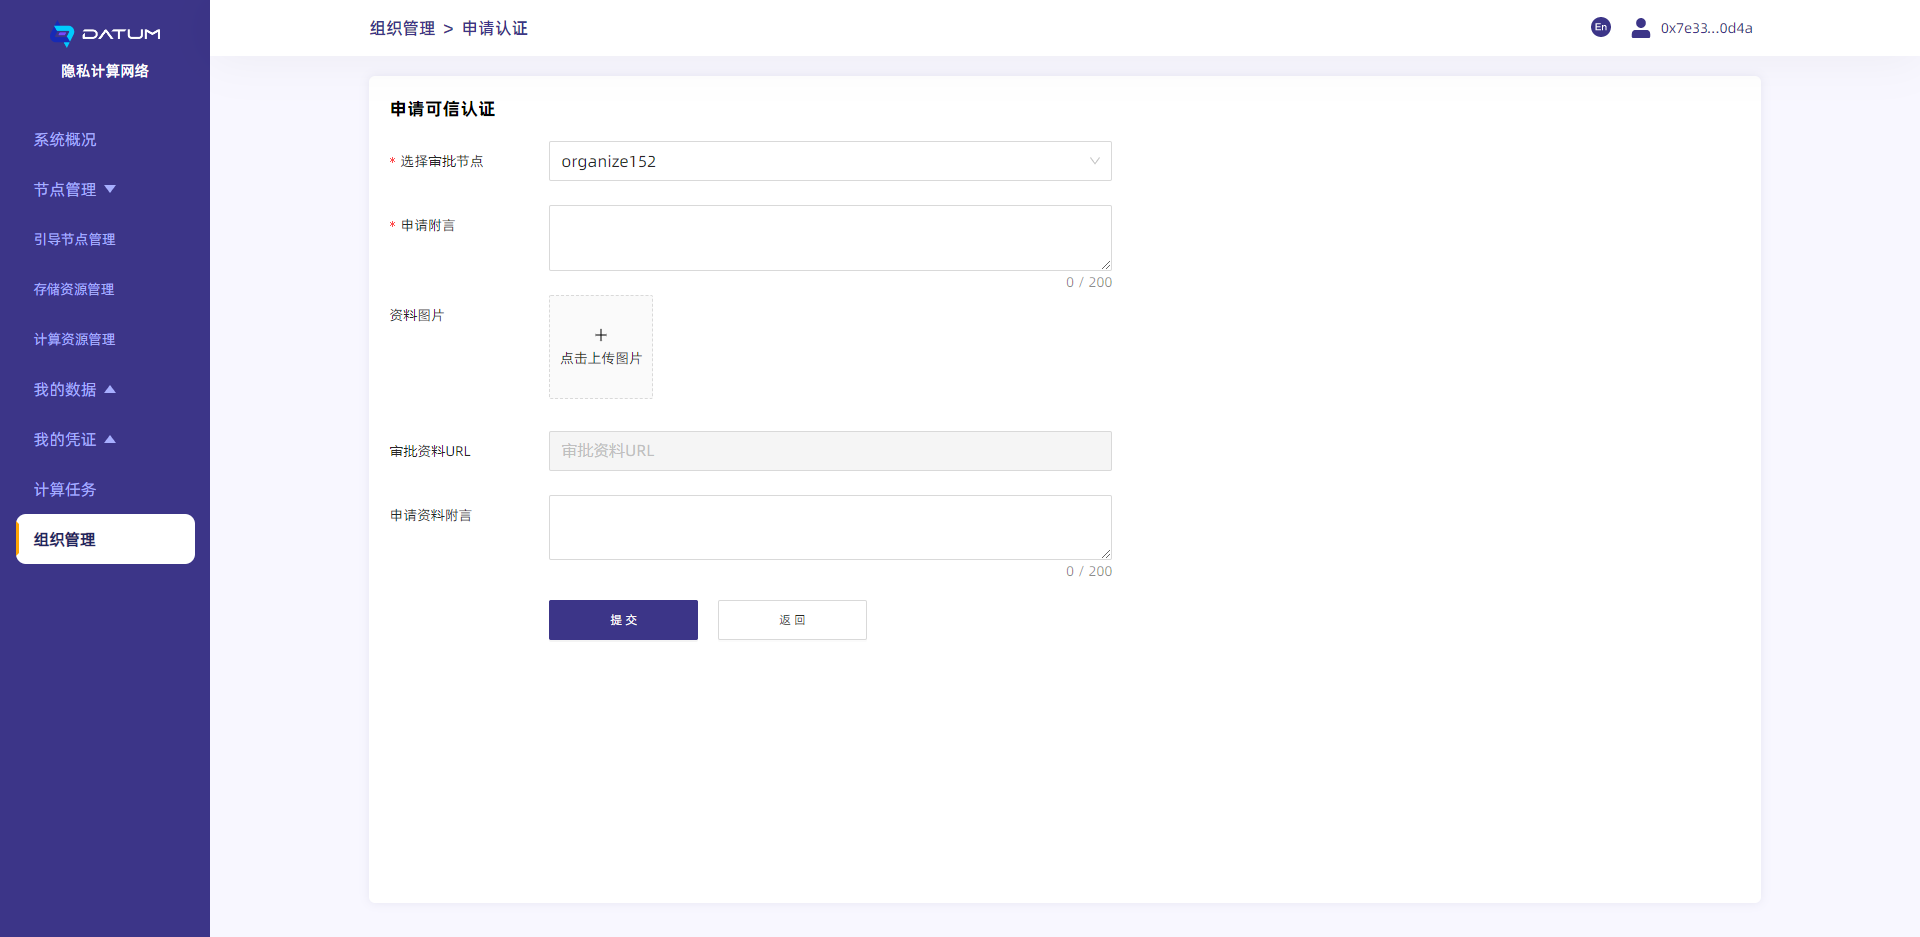 DATUM
隐私计算网络
系统概况
节点管理
引导节点管理
存储资源管理
计算资源管理
我的数据
我的凭证
计算任务
组织管理
组织管理 > 申请认证
En
0x7e33...0d4a
申请可信认证
* 选择审批节点
organize152
* 申请附言
0 / 200
资料图片
点击上传图片
审批资料URL
审批资料URL
申请资料附言
0 / 200
提 交
返 回